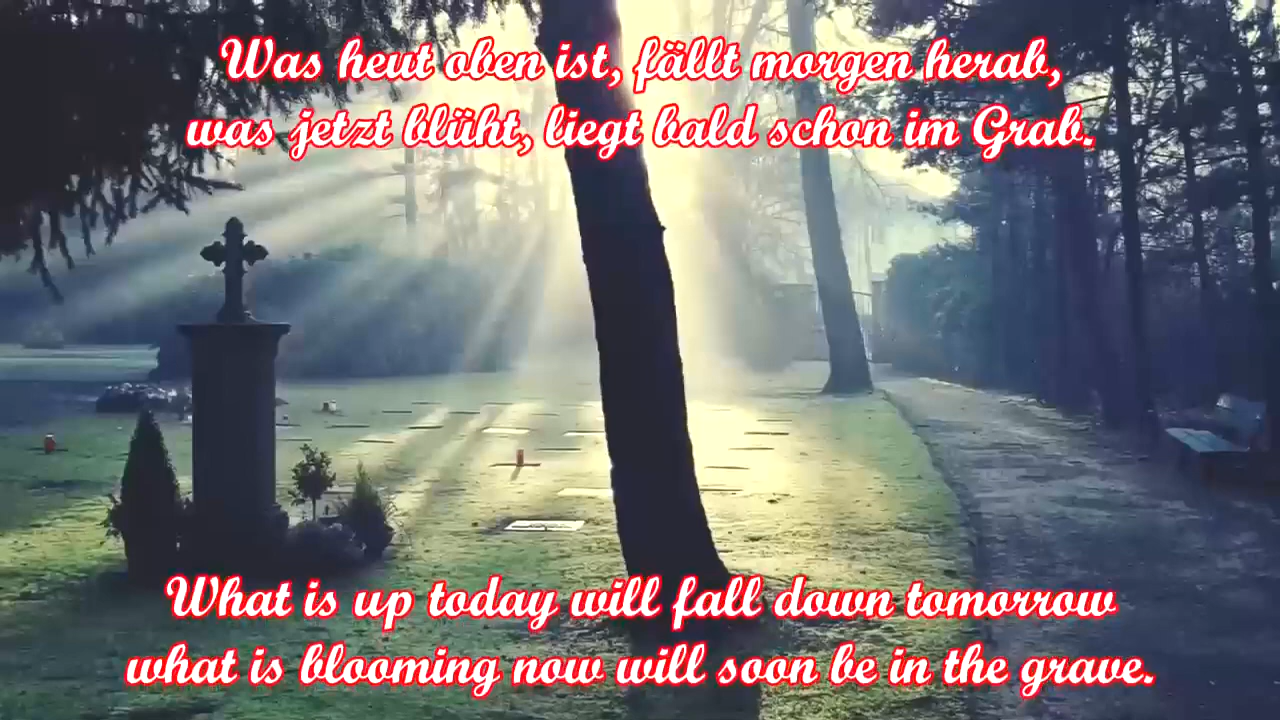 Was heut oben ist, fällt morgen herab,
was jetzt blüht, liegt bald schon im Grab.
What is up today will fall down tomorrow
what is blooming now will soon be in the grave.